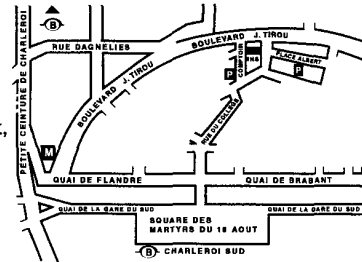 B
RUE DAGNELIES
BOULEVARD J. TIROU
COMPTOIR
INS
PLACE ALBERT
P
P
PETITE CEINTURE DE CHARLEROI
BOULEVARD J. TIROU
RUE DU COLLEGE
M
QUAI DE FLANDRE
QUAI DE BRABANT
QUAI DE LA GARE DU SUD
QUAI DE LA GARE DU SUD
SQUARE DES
MARTYRS DU 18 AOUT
B CHARLEROI SUD